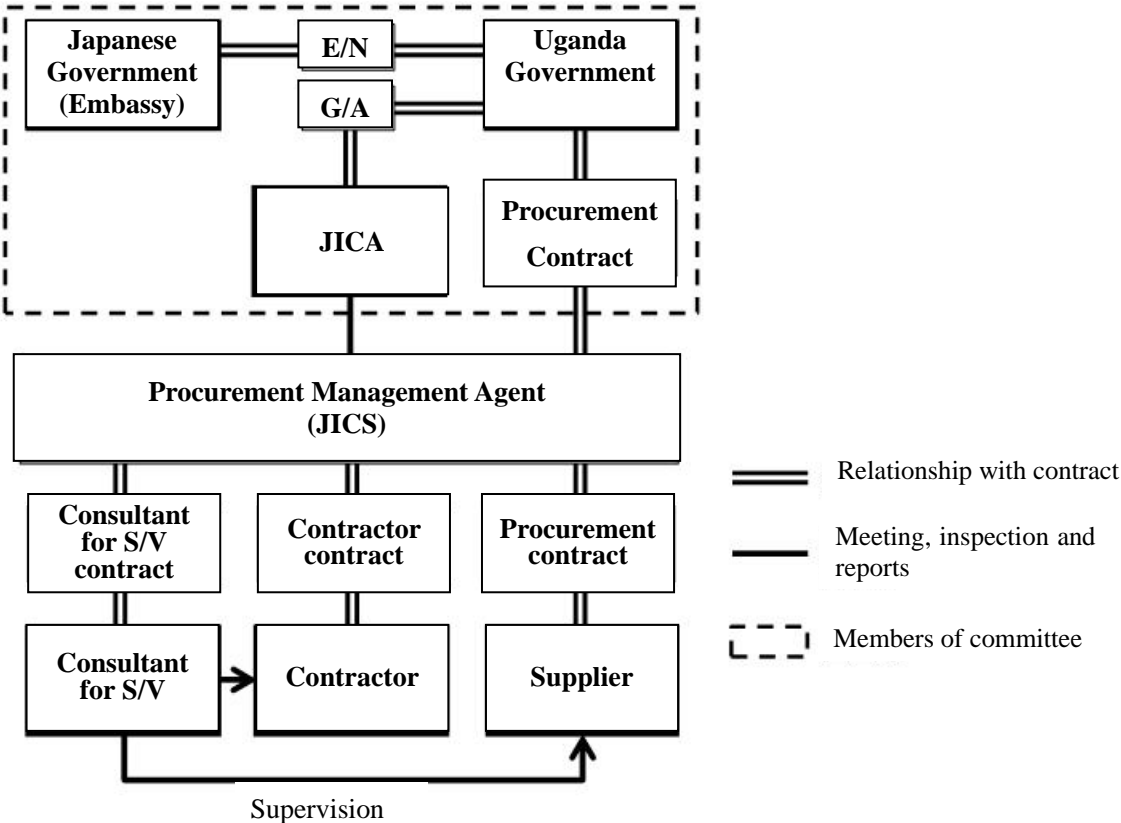 Japanese
Government
(Embassy)
E/N
Uganda
Government
G/A
JICA
Procurement
Contract
Procurement Management Agent
(JICS)
Consultant
for S/V
contract
Contractor
contract
Procurement
contract
Consultant
for S/V
Contractor
Supplier
Supervision
Relationship with contract
Meeting, inspection and
reports
Members of committee